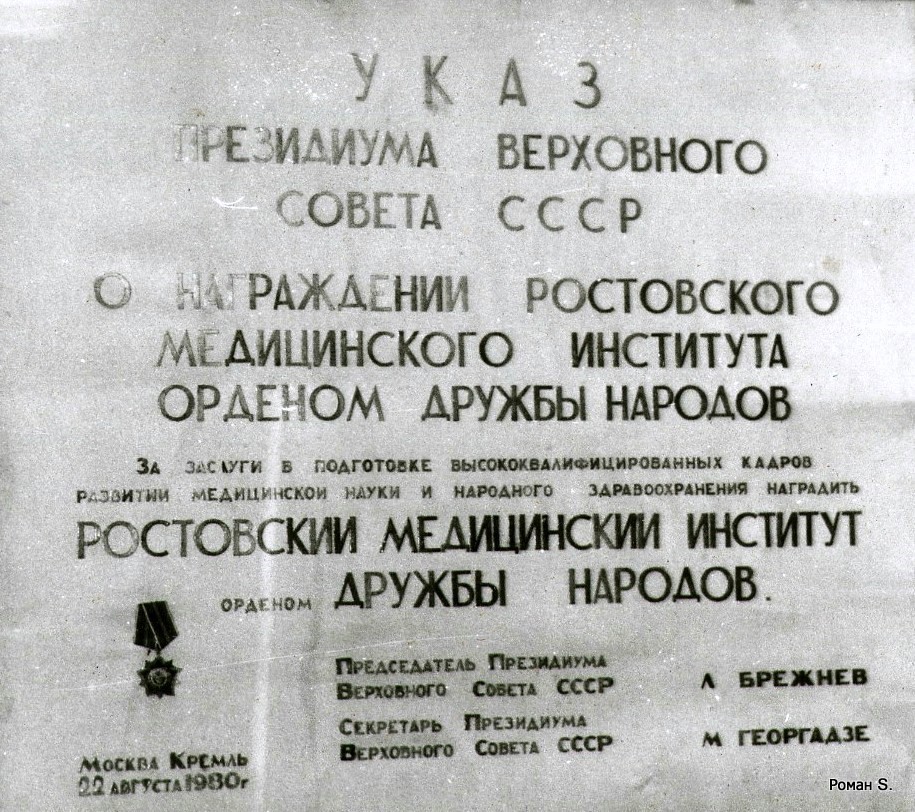 УКАЗ
ПРЕЗИДИУМА ВЕРХОВНОГО
СОВЕТА СССР
О НАГРАЖДЕНИИ РОСТОВСКОГО
МЕДИЦИНСКОГО ИНСТИТУТА
ОРДЕНОМ ДРУЖБЫ НАРОДОВ
ЗА ЗАСЛУГИ В ПОДГОТОВКЕ ВЫСОКОКВАЛИФИЦИРОВАННЫХ КАДРОВ
РАЗВИТИИ МЕДИЦИНСКОЙ НАУКИ И НАРОДНОГО ЗДРАВООХРАНЕНИЯ НАГРАДИТЬ
РОСТОВСКИЙ МЕДИЦИНСКИЙ ИНСТИТУТ
ОРДЕНОМ ДРУЖБЫ НАРОДОВ.
ПРЕДСЕДАТЕЛЬ ПРЕЗИДИУМА
ВЕРХОВНОГО СОВЕТА СССР Л БРЕЖНЕВ
СЕКРЕТАРЬ ПРЕЗИДИУМА
ВЕРХОВНОГО СОВЕТА СССР М ГЕОРГАДЗЕ
МОСКВА КРЕМЛЬ
22 АВГУСТА 1980г
Роман S.